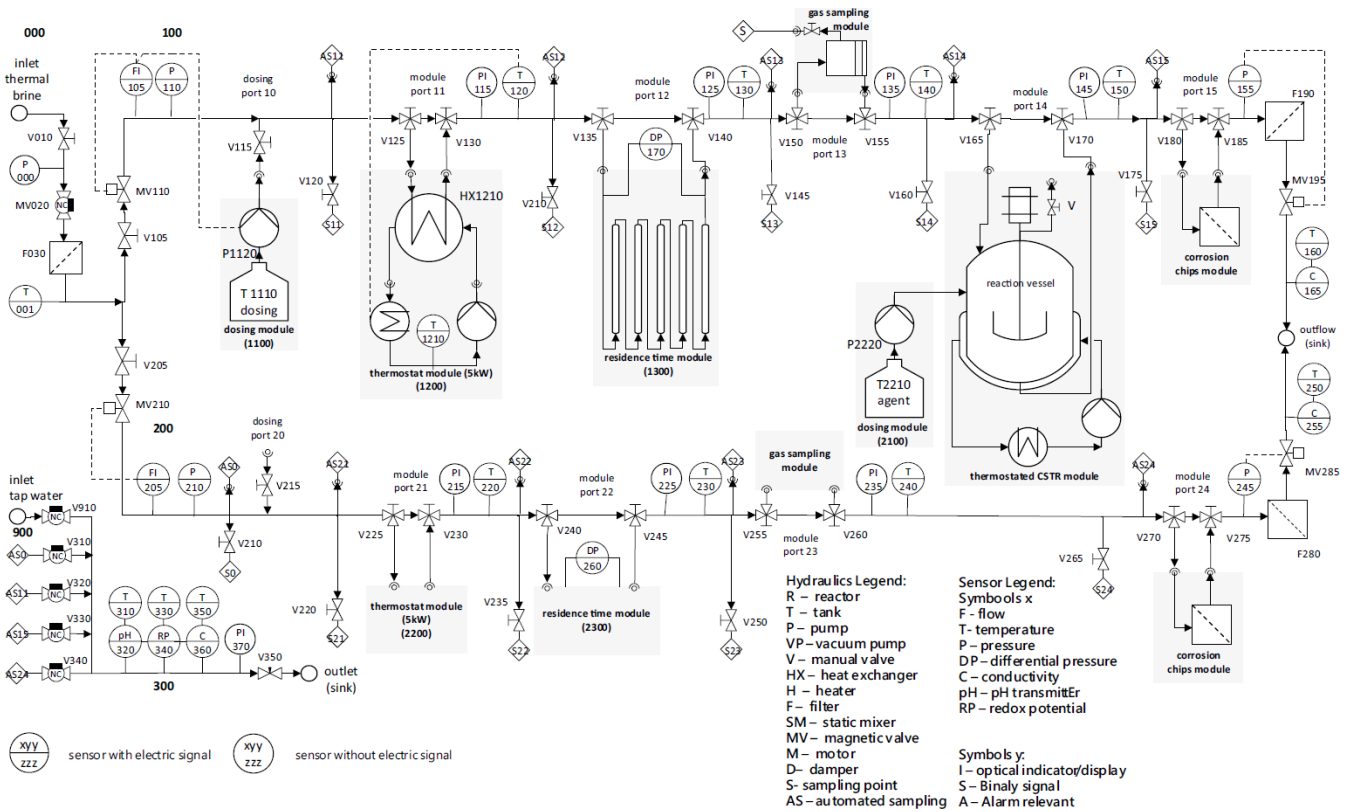 000
inlet
thermal
brine
V010
P
000
MV020
NC
F030
T
001
100
FI
105
P
110
MV110
V105
dosing
port 10
V115
P1120
T 1110
dosing
dosing module
(1100)
AS11
V120
S11
module
port 11
V125
V130
HX1210
T
1210
thermostat module (5kW)
(1200)
PI
115
T
120
AS12
V210
S12
module
port 12
V135
V140
DP
170
residence time module
(1300)
PI
125
T
130
AS13
V145
S13
gas sampling
module
S
V150
V155
module
port 13
PI
135
T
140
AS14
V160
S14
module
port 14
V165
V170
V
reaction vessel
P2220
T2210
agent
dosing module
(2100)
thermostated CSTR module
PI
145
T
150
AS15
V175
S15
module
port 15
V180
V185
corrosion
chips module
P
155
F190
MV195
T
160
C
165
outflow
(sink)
T
250
C
255
MV285
F280
V205
MV210
200
FI
205
P
210
AS0
V210
S0
dosing
port 20
V215
AS21
V220
S21
module
port 21
V225
V230
thermostat module
(5kW)
(2200)
PI
215
T
220
AS22
V235
S22
module
port 22
V240
V245
DP
260
residence time module
(2300)
PI
225
T
230
AS23
V250
S23
gas sampling
module
V255
V260
module
port 23
PI
235
T
240
AS24
V265
S24
module
port 24
V270
V275
corrosion
chips module
P
245
inlet
tap water
900
V910
NC
AS0
V310
NC
AS11
V320
NC
AS15
V330
NC
AS24
V340
NC
T
310
T
330
T
350
pH
320
RP
340
C
360
PI
370
V350
outlet
(sink)
300
xyy
zzz
sensor with electric signal
xyy
zzz
sensor without electric signal
Hydraulics Legend:
R – reactor
T – tank
P – pump
VP – vacuum pump
V – manual valve
HX – heat exchanger
H – heater
F – filter
SM – static mixer
MV – magnetic valve
M – motor
D– damper
S- sampling point
AS – automated sampling
Sensor Legend:
Symbools x
F - flow
T- temperature
P – pressure
DP – differential pressure
C – conductivity
pH – pH transmittEr
RP – redox potential
Symbols y:
I – optical indicator/display
S – Binaly signal
A – Alarm relevant